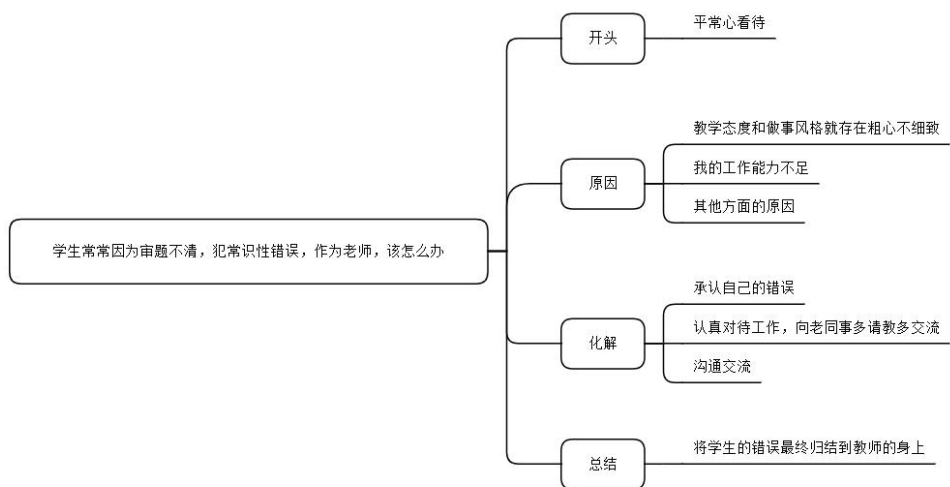 学生常常因为审题不清，犯常识性错误，作为老师，该怎么办
开头
平常心看待
原因
教学态度和做事风格就存在粗心不细致
我的工作能力不足
其他方面的原因
化解
承认自己的错误
认真对待工作，向老同事多请教多交流
沟通交流
总结
将学生的错误最终归结到教师的身上